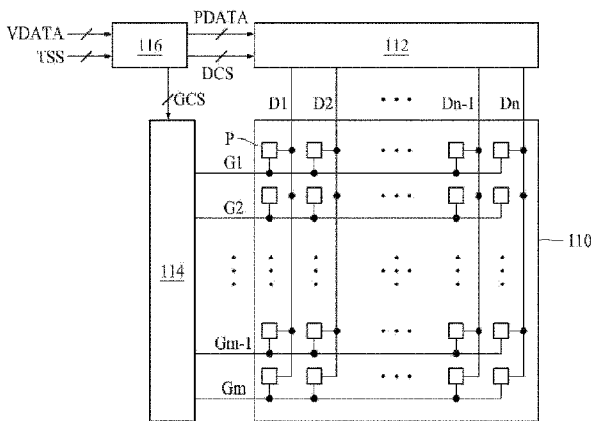 PDATA
VDATA
116
112
TSS
DCS
GCS
D1 D2 ••• Dn-1 Dn
P
G1
G2
110
114
Gm-1
Gm